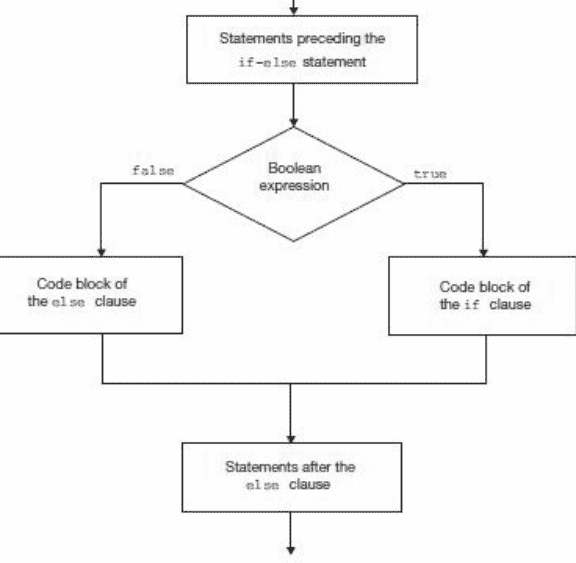 Statements preceding the
if-else statement
false
Boolean
expression
true
Code block of
the else clause
Code block of
the if clause
Statements after the
else clause